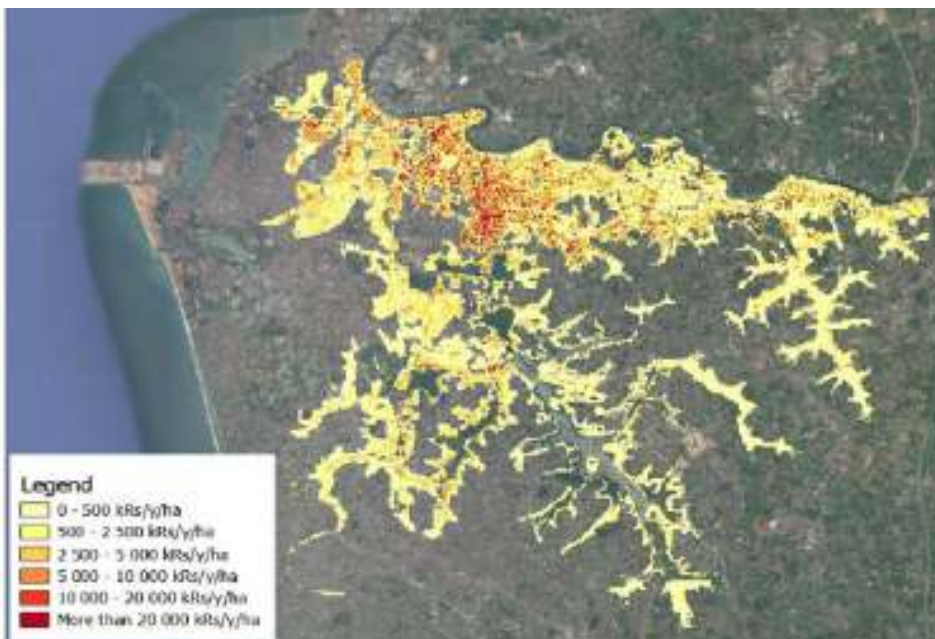 Legend
0 - 500 kRs/y/ha
500 - 2 500 kRs/y/ha
2 500 - 5 000 kRs/y/ha
5 000 - 10 000 kRs/y/ha
10 000 - 20 000 kRs/y/ha
More than 20 000 kRs/y/ha